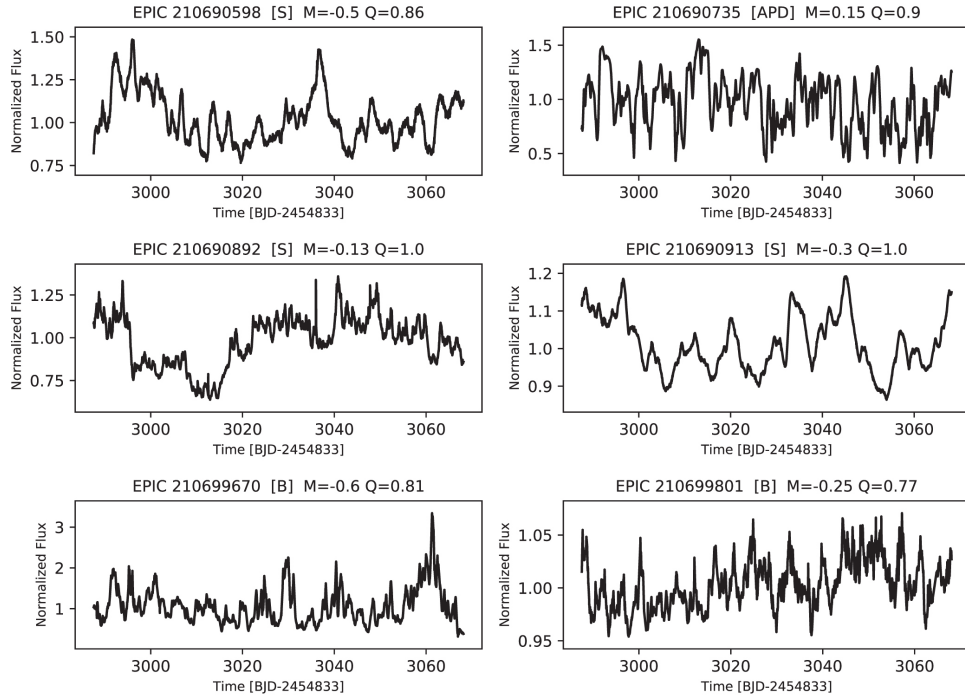 EPIC 210690598 [S] M=-0.5 Q=0.86
1.50
1.25
1.00
0.75
Normalized Flux
3000 3020 3040 3060
Time [BJD-2454833]
EPIC 210690735 [APD] M=0.15 Q=0.9
1.5
1.0
0.5
Normalized Flux
3000 3020 3040 3060
Time [BJD-2454833]
EPIC 210690892 [S] M=-0.13 Q=1.0
1.25
1.00
0.75
Normalized Flux
3000 3020 3040 3060
Time [BJD-2454833]
EPIC 210690913 [S] M=-0.3 Q=1.0
1.2
1.1
1.0
0.9
Normalized Flux
3000 3020 3040 3060
Time [BJD-2454833]
EPIC 210699670 [B] M=-0.6 Q=0.81
3
2
1
Normalized Flux
3000 3020 3040 3060
Time [BJD-2454833]
EPIC 210699801 [B] M=-0.25 Q=0.77
1.05
1.00
0.95
Normalized Flux
3000 3020 3040 3060
Time [BJD-2454833]